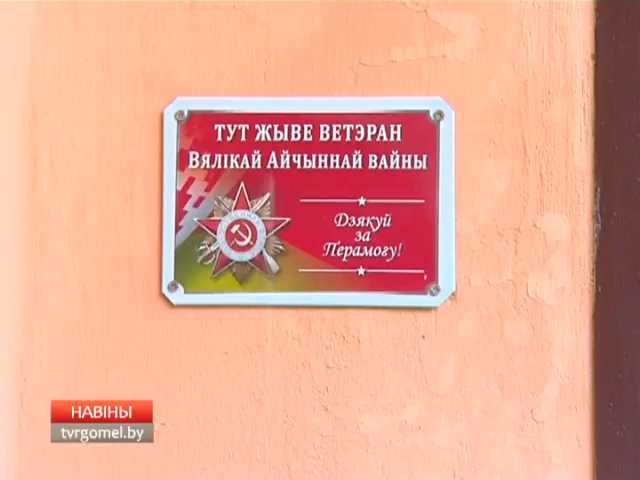 ТУТ ЖЫВЕ ВЕТЭРАН
ВЯЛІКАЙ АЙЧЫННАЙ ВАЙНЫ
Дзякуй
за
Перамогу!
НАВІНЫ
tvrgomel.by